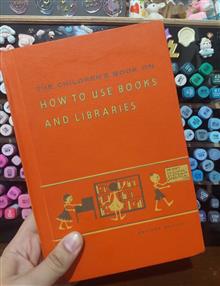 THE CHILDREN'S BOOK ON
HOW TO USE BOOKS
AND LIBRARIES